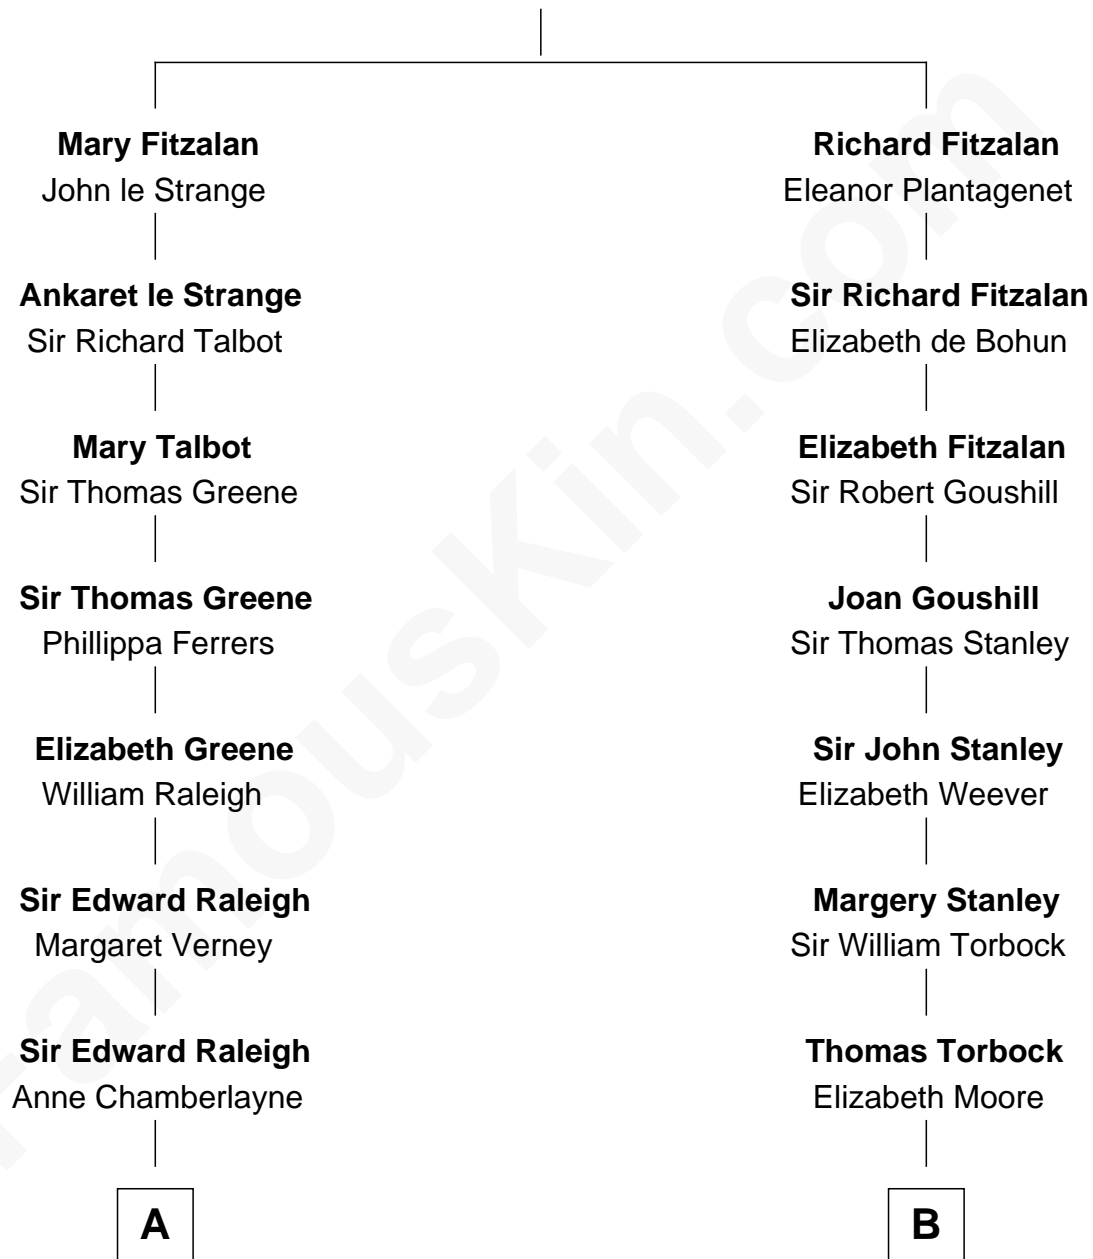 Mary Fitzalan
John le Strange
Richard Fitzalan
Eleanor Plantagenet
Ankaret le Strange
Sir Richard Talbot
Sir Richard Fitzalan
Elizabeth de Bohun
Mary Talbot
Sir Thomas Greene
Elizabeth Fitzalan
Sir Robert Goushill
Sir Thomas Greene
Phillippa Ferrers
Joan Goushill
Sir Thomas Stanley
Elizabeth Greene
William Raleigh
Sir John Stanley
Elizabeth Weever
Sir Edward Raleigh
Margaret Verney
Margery Stanley
Sir William Torbock
Sir Edward Raleigh
Anne Chamberlayne
Thomas Torbock
Elizabeth Moore
A
B
FamousKin.com